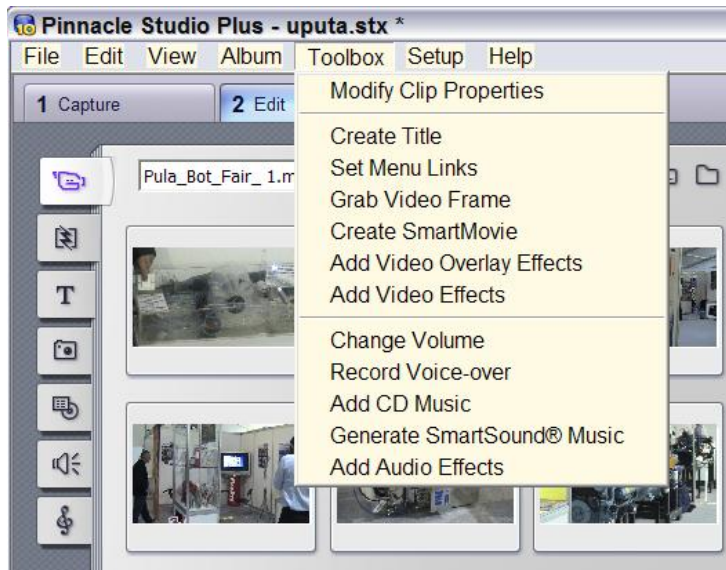 Pinnacle Studio Plus - uputa.stx *
File Edit View Album Toolbox Setup Help
1 Capture 2 Edit
Pula_Bot_Fair_ 1.m
Modify Clip Properties
Create Title
Set Menu Links
Grab Video Frame
Create SmartMovie
Add Video Overlay Effects
Add Video Effects
Change Volume
Record Voice-over
Add CD Music
Generate SmartSound® Music
Add Audio Effects
T